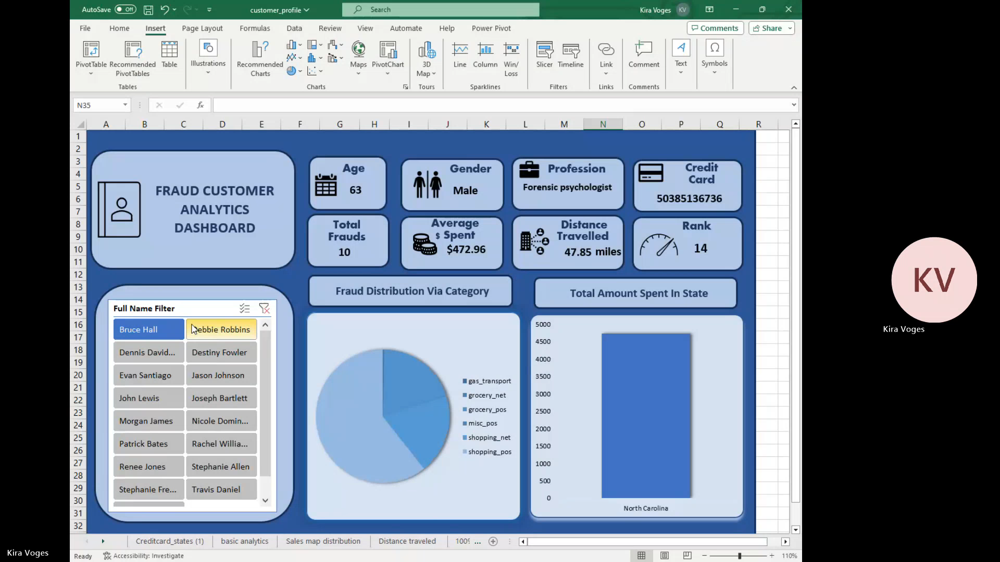 AutoSave Off customer_profile Search Kira Voges KV
File Home Insert Page Layout Formulas Data Review View Automate Help Power Pivot Comments Share
PivotTable Recommended PivotTables Table Illustrations Recommended Charts Maps PivotChart 3D Map Line Column Win/Loss Slicer Timeline Link Comment Text Symbols
Tables Charts Tours Sparklines Filters Links Comments
N35 fx
A B C D E F G H I J K L M N O P Q R
1
2
3
4
5
6
7
8
9
10
11
12
13
14
15
16
17
18
19
20
21
22
23
24
25
26
27
28
29
30
31
32
FRAUD CUSTOMER
ANALYTICS
DASHBOARD
Age
63
Gender
Male
Profession
Forensic psychologist
Credit
Card
50385136736
Total
Frauds
10
Average
$ Spent
$472.96
Distance
Travelled
47.85 miles
Rank
14
Full Name Filter
Bruce Hall
ebbie Robbins
Dennis David...
Destiny Fowler
Evan Santiago
Jason Johnson
John Lewis
Joseph Bartlett
Morgan James
Nicole Domin...
Patrick Bates
Rachel Willia...
Renee Jones
Stephanie Allen
Stephanie Fre...
Travis Daniel
Fraud Distribution Via Category
gas_transport
grocery_net
grocery_pos
misc_pos
shopping_net
shopping_pos
Total Amount Spent In State
5000
4500
4000
3500
3000
2500
2000
1500
1000
500
0
North Carolina
Creditcard_states (1) basic analytics Sales map distribution Distance traveled 100% ...
Ready Accessibility: Investigate 110%
KV
Kira Voges
Kira Voges